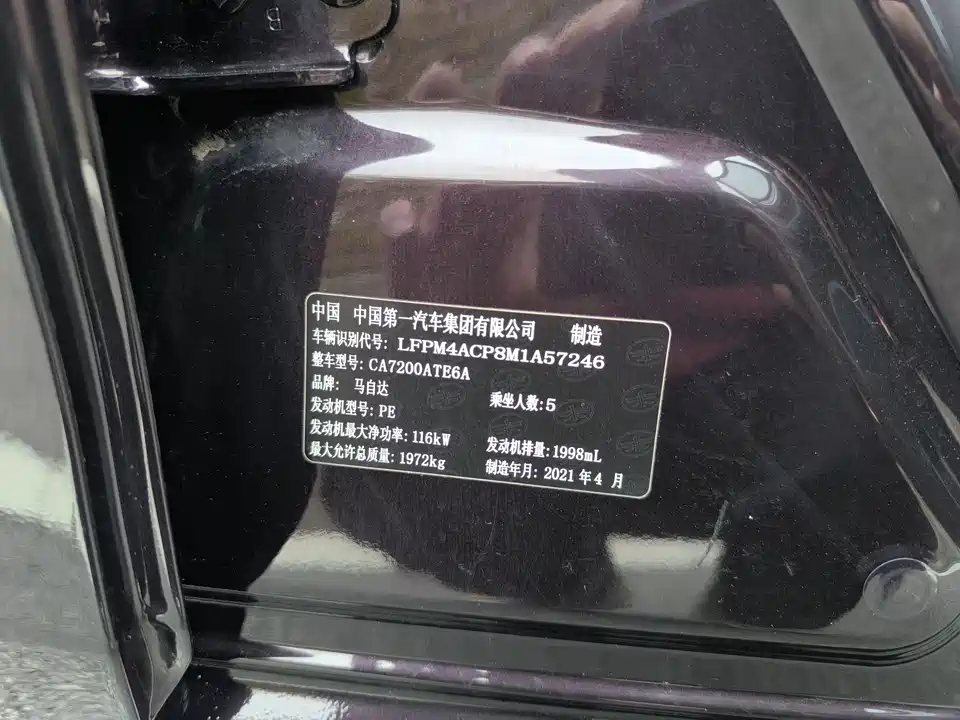 B
中国 中国第一汽车集团有限公司 制造
车辆识别代号: LFPM4ACP8M1A57246
整车型号: CA7200ATE6A
品牌: 马自达 乘坐人数: 5
发动机型号: PE
发动机最大净功率: 116kW 发动机排量: 1998mL
最大允许总质量: 1972kg 制造年月: 2021 年 4 月